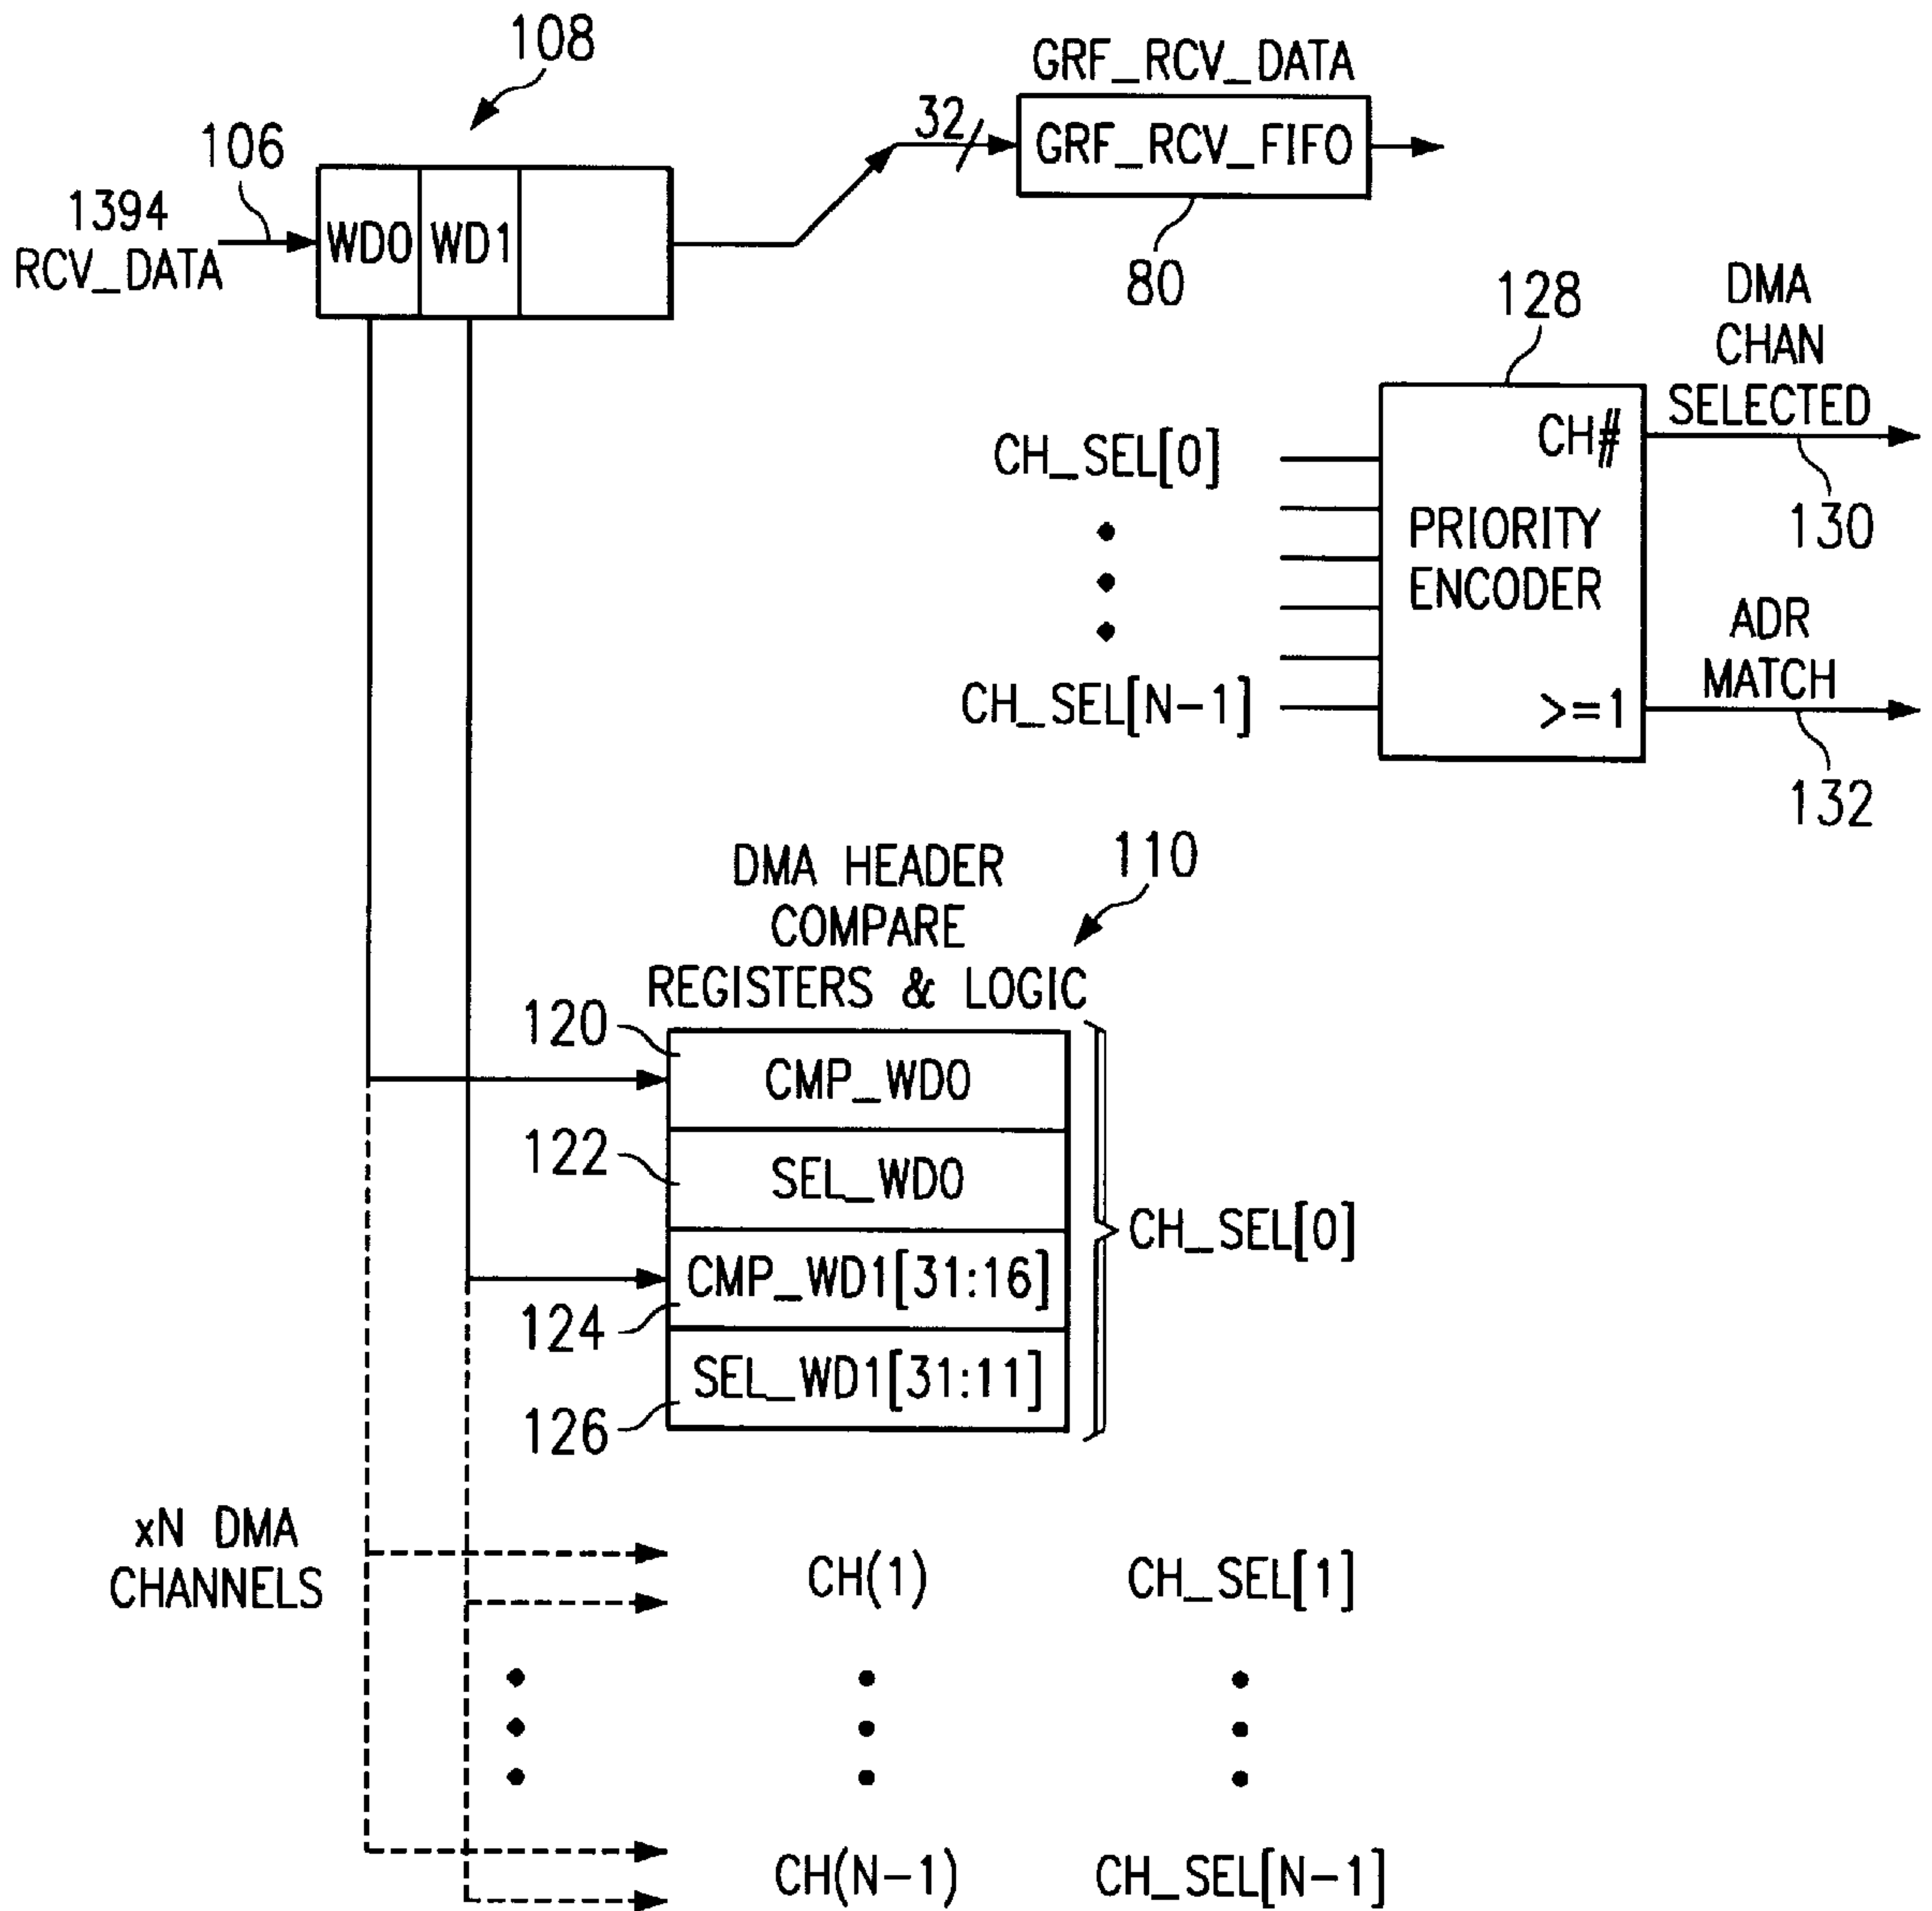 108
GRF_RCV_DATA
32
GRF_RCV_FIFO
106
1394
RCV_DATA
WD0 WD1
80
128
DMA
CHAN
SELECTED
CH#
CH_SEL[0]
130
PRIORITY
ENCODER
ADR
MATCH
CH_SEL[N-1]
>=1
132
DMA HEADER
COMPARE
REGISTERS & LOGIC
110
120
CMP_WD0
122
SEL_WD0
CH_SEL[0]
CMP_WD1[31:16]
124
SEL_WD1[31:11]
126
xN DMA
CHANNELS
CH(1)
CH_SEL[1]
CH(N-1)
CH_SEL[N-1]